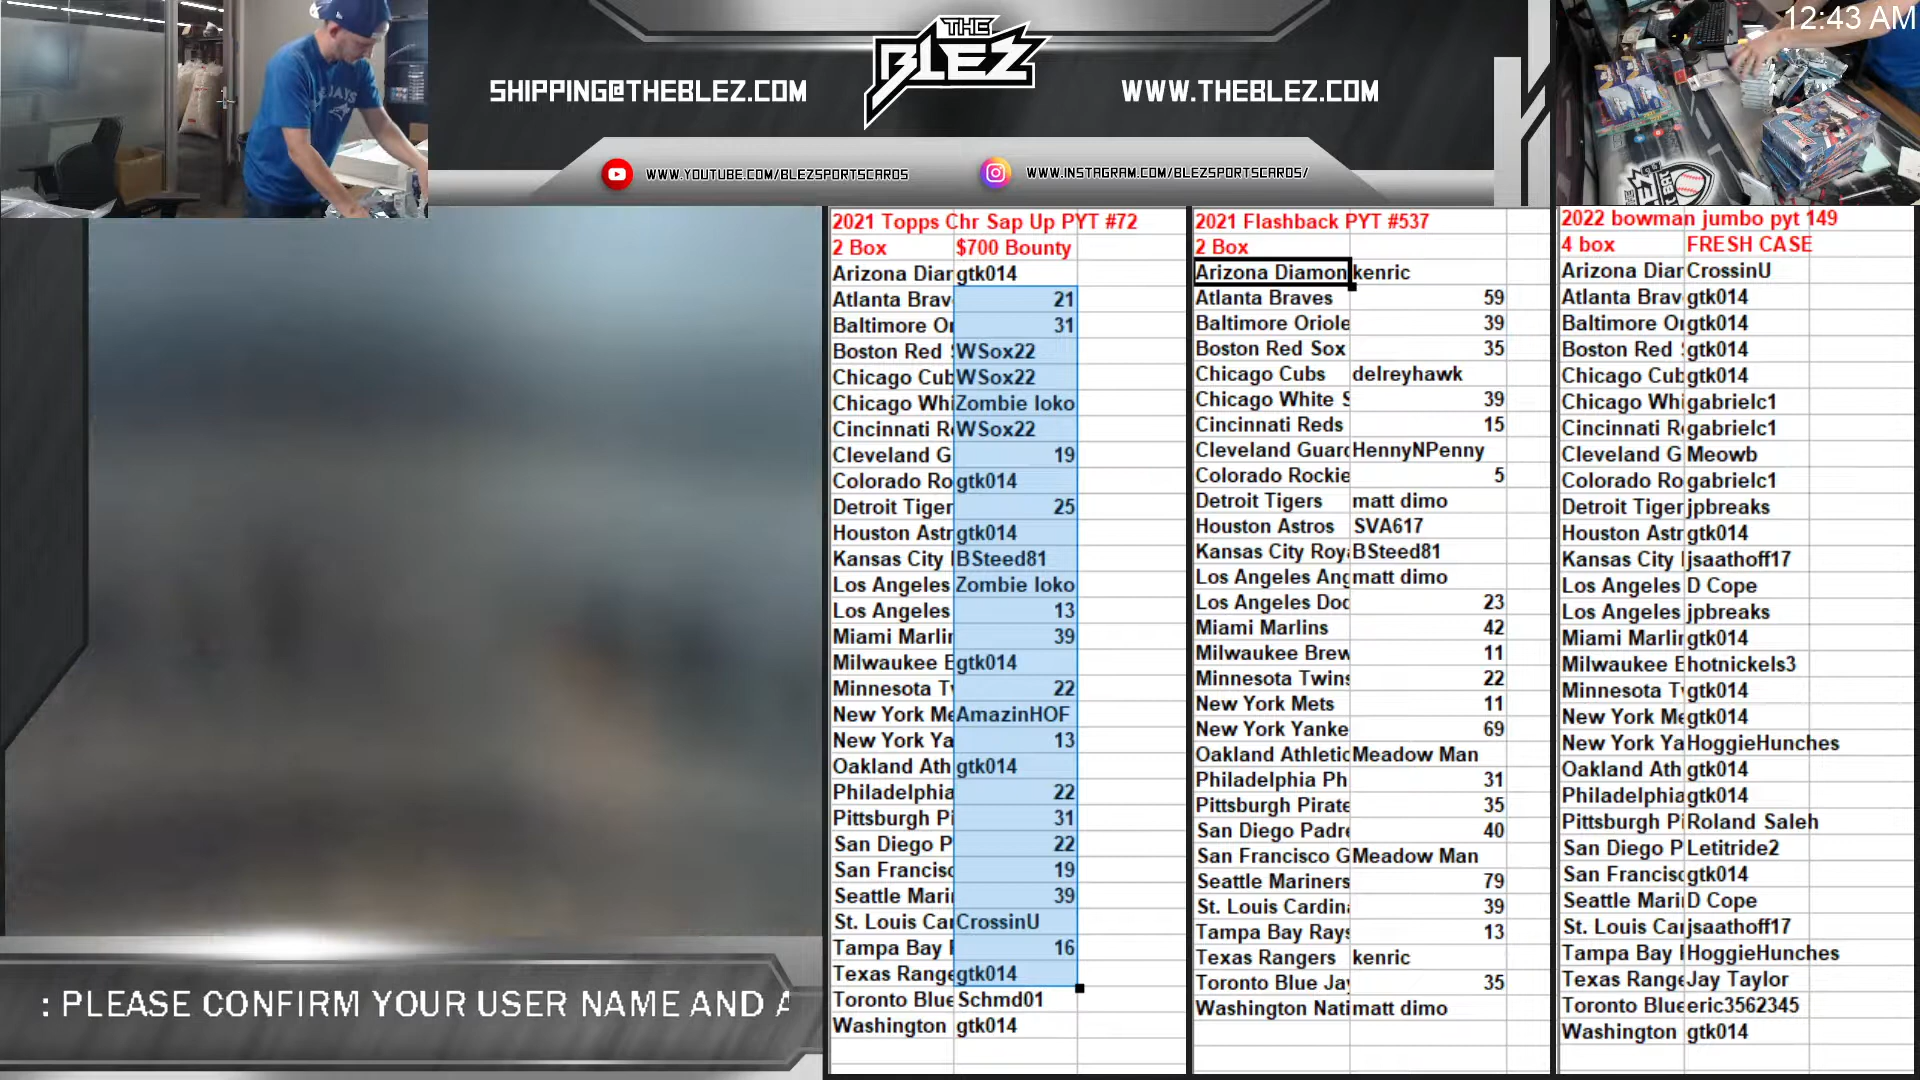 12:43 AM
THE
BLEZ
SHIPPING@THEBLEZ.COM
WWW.THEBLEZ.COM
WWW.YOUTUBE.COM/BLEZSPORTSCARDS
WWW.INSTAGRAM.COM/BLEZSPORTSCARDS/
2021 Topps Chr Sap Up PYT #72
2 Box $700 Bounty
Arizona Diar gtk014
Atlanta Brav 21
Baltimore Or 31
Boston Red S WSox22
Chicago Cub WSox22
Chicago Whi Zombie loko
Cincinnati R WSox22
Cleveland G 19
Colorado Ro gtk014
Detroit Tiger 25
Houston Astr gtk014
Kansas City BSteed81
Los Angeles Zombie loko
Los Angeles 13
Miami Marlin 39
Milwaukee B gtk014
Minnesota T 22
New York Me AmazinHOF
New York Ya 13
Oakland Ath gtk014
Philadelphia 22
Pittsburgh Pi 31
San Diego P 22
San Francisc 19
Seattle Mari 39
St. Louis Car CrossinU
Tampa Bay 16
Texas Range gtk014
Toronto Blue Schmd01
Washington gtk014
2021 Flashback PYT #537
2 Box
Arizona Diamon kenric
Atlanta Braves 59
Baltimore Oriole 39
Boston Red Sox 35
Chicago Cubs delreyhawk
Chicago White S 39
Cincinnati Reds 15
Cleveland Guard HennyNPenny
Colorado Rockie 5
Detroit Tigers matt dimo
Houston Astros SVA617
Kansas City Roya BSteed81
Los Angeles Ang matt dimo
Los Angeles Dod 23
Miami Marlins 42
Milwaukee Brew 11
Minnesota Twins 22
New York Mets 11
New York Yanke 69
Oakland Athletic Meadow Man
Philadelphia Ph 31
Pittsburgh Pirate 35
San Diego Padre 40
San Francisco G Meadow Man
Seattle Mariners 79
St. Louis Cardina 39
Tampa Bay Rays 13
Texas Rangers kenric
Toronto Blue Jay 35
Washington Nati matt dimo
2022 bowman jumbo pyt 149
4 box FRESH CASE
Arizona Diar CrossinU
Atlanta Brav gtk014
Baltimore Or gtk014
Boston Red S gtk014
Chicago Cub gtk014
Chicago Whi gabrielc1
Cincinnati Re gabrielc1
Cleveland G Meowb
Colorado Ro gabrielc1
Detroit Tiger jpbreaks
Houston Astr gtk014
Kansas City jsaathoff17
Los Angeles D Cope
Los Angeles jpbreaks
Miami Marlin gtk014
Milwaukee B hotnickels3
Minnesota Tw gtk014
New York Me gtk014
New York Ya HoggieHunches
Oakland Ath gtk014
Philadelphia gtk014
Pittsburgh Pi Roland Saleh
San Diego P Letitride2
San Francisc gtk014
Seattle Mari D Cope
St. Louis Car jsaathoff17
Tampa Bay HoggieHunches
Texas Range Jay Taylor
Toronto Blue eric3562345
Washington gtk014
: PLEASE CONFIRM YOUR USER NAME AND A